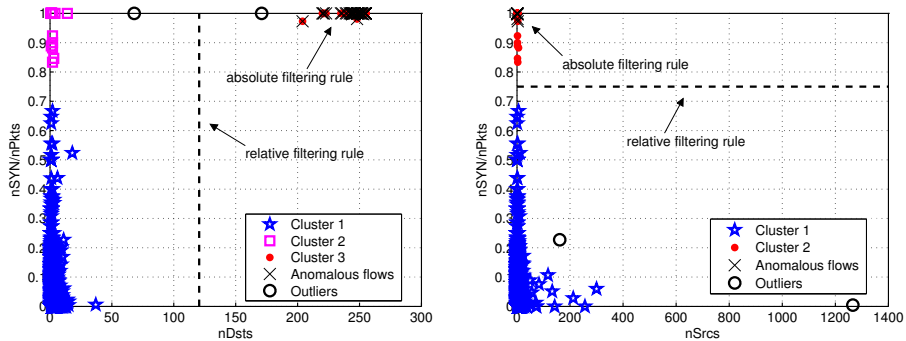 1
0.9
0.8
0.7
0.6
0.5
0.4
0.3
0.2
0.1
0
nSYN/nPkts
absolute filtering rule
relative filtering rule
Cluster 1
Cluster 2
Cluster 3
Anomalous flows
Outliers
0 50 100 150 200 250 300
nDsts
1
0.9
0.8
0.7
0.6
0.5
0.4
0.3
0.2
0.1
0
nSYN/nPkts
absolute filtering rule
relative filtering rule
Cluster 1
Cluster 2
Anomalous flows
Outliers
0 200 400 600 800 1000 1200 1400
nSrcs